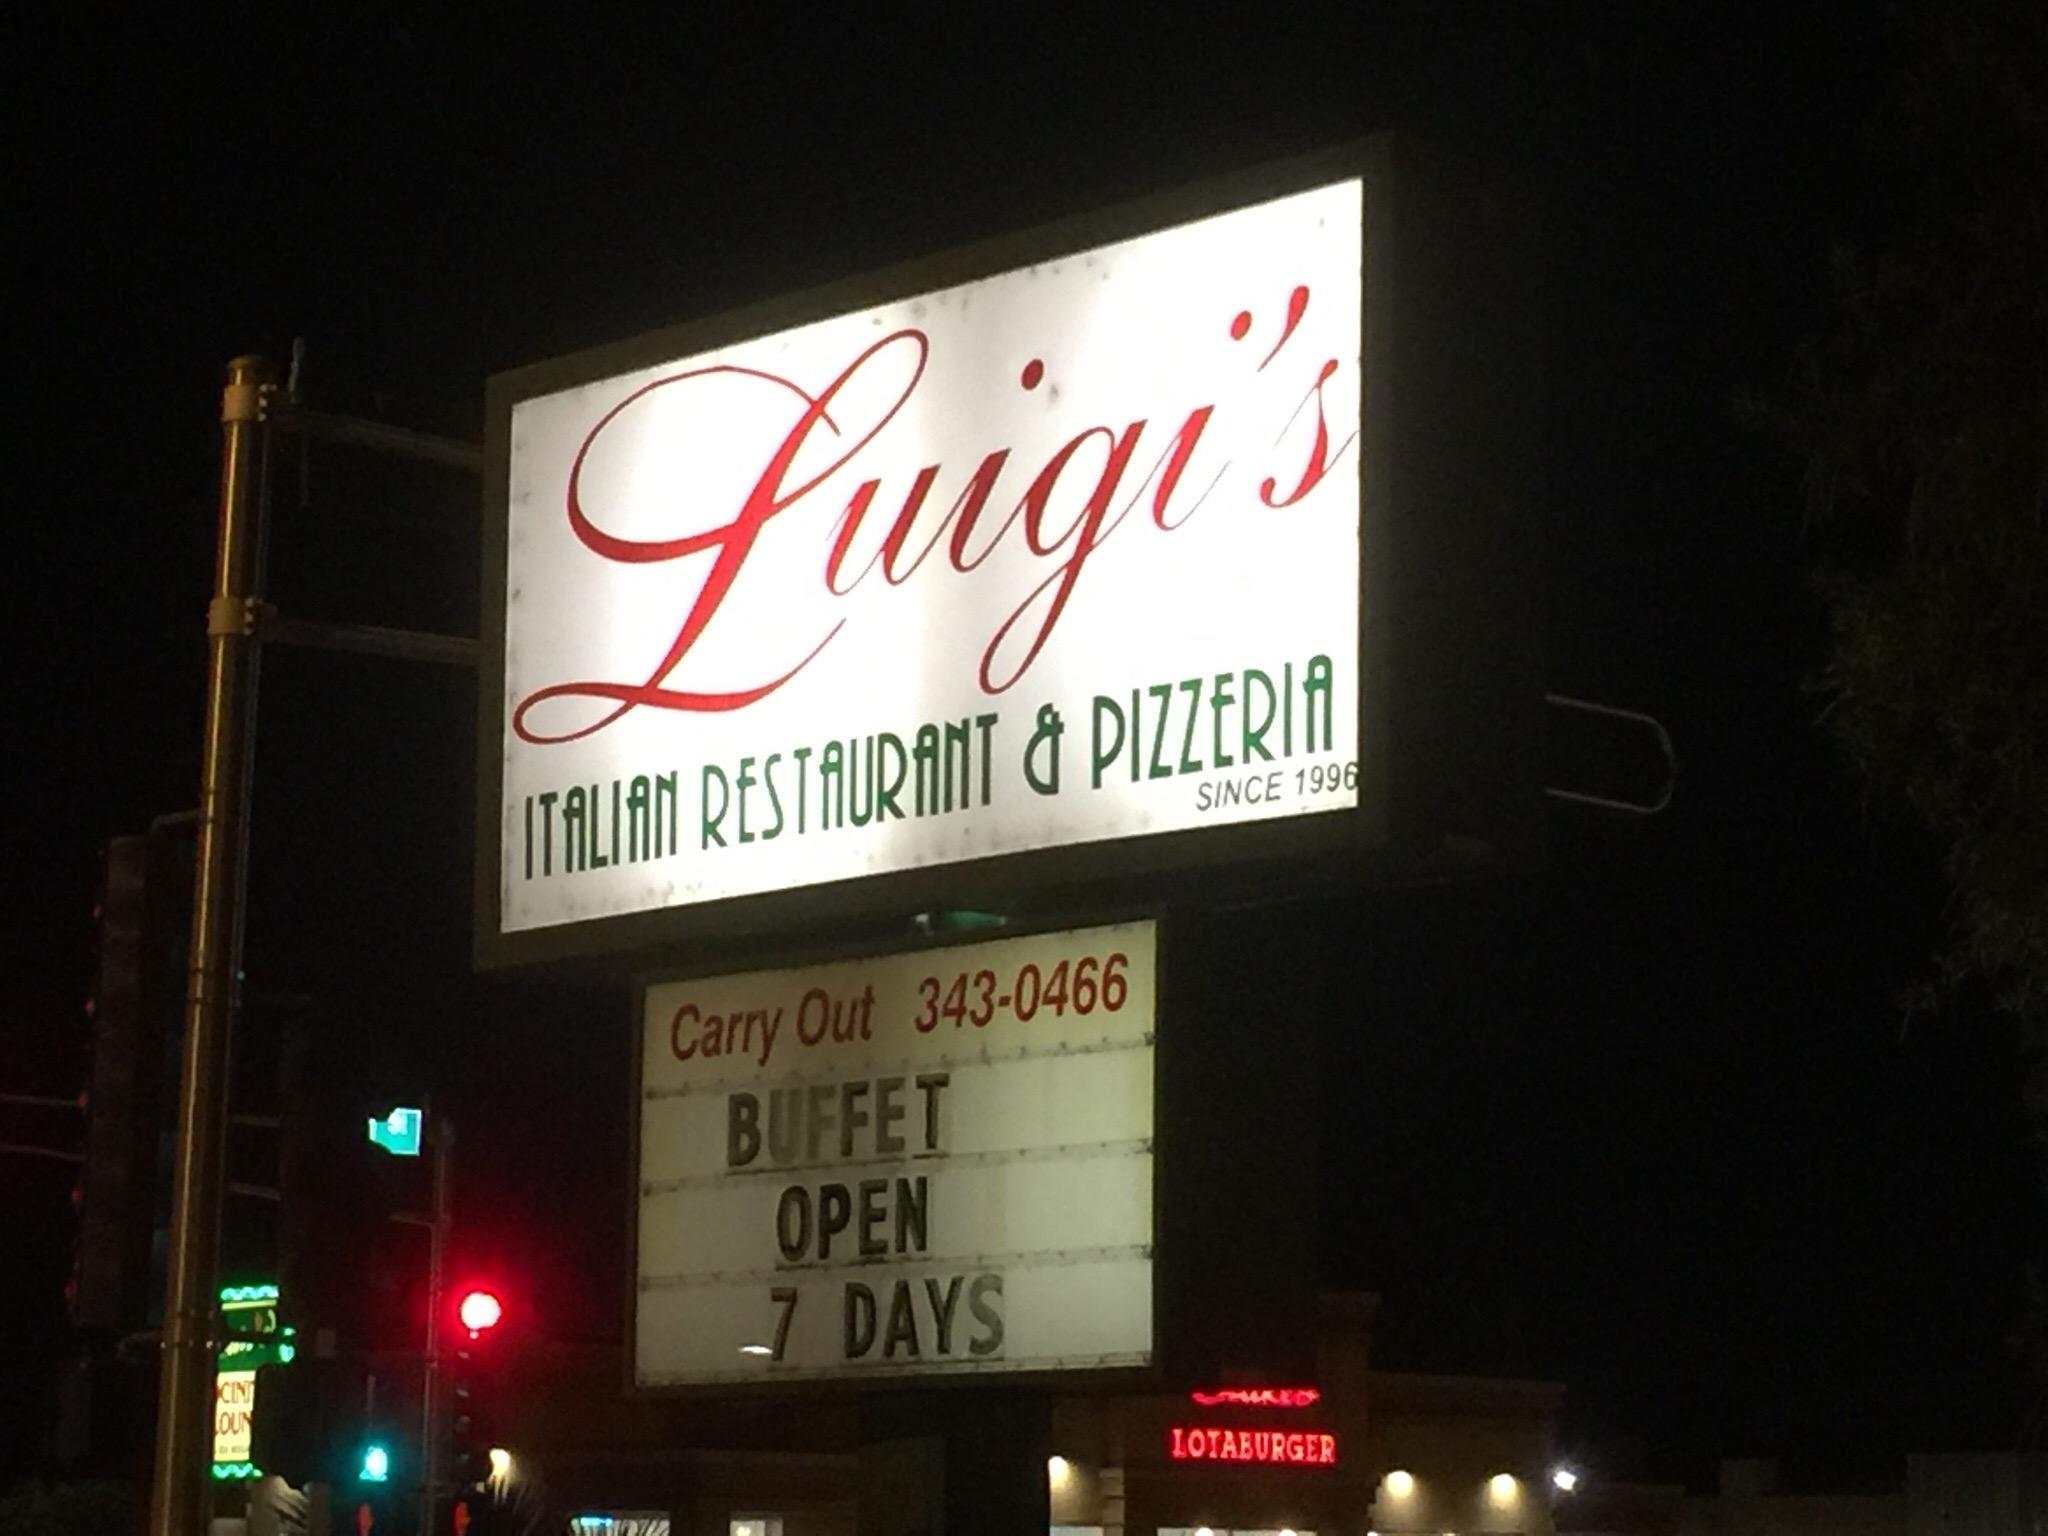 Luigi's
ITALIAN RESTAURANT & PIZZERIA
SINCE 1996
Carry Out 343-0466
BUFFET
OPEN
7 DAYS
LOTABURGER